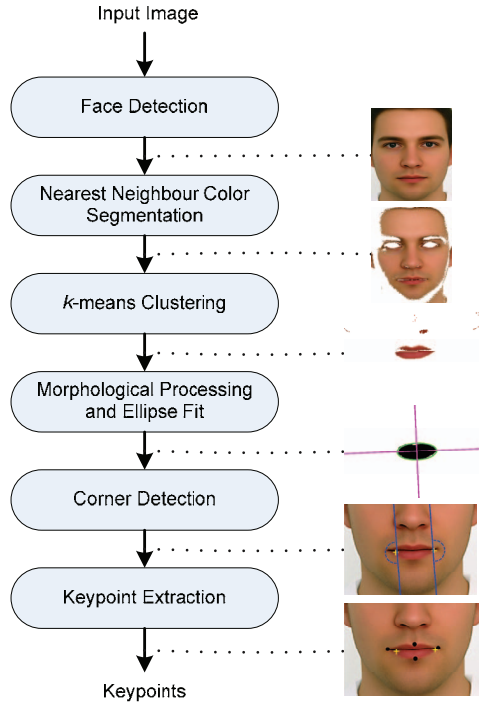 Input Image
Face Detection
Nearest Neighbour Color
Segmentation
k-means Clustering
Morphological Processing
and Ellipse Fit
Corner Detection
Keypoint Extraction
Keypoints